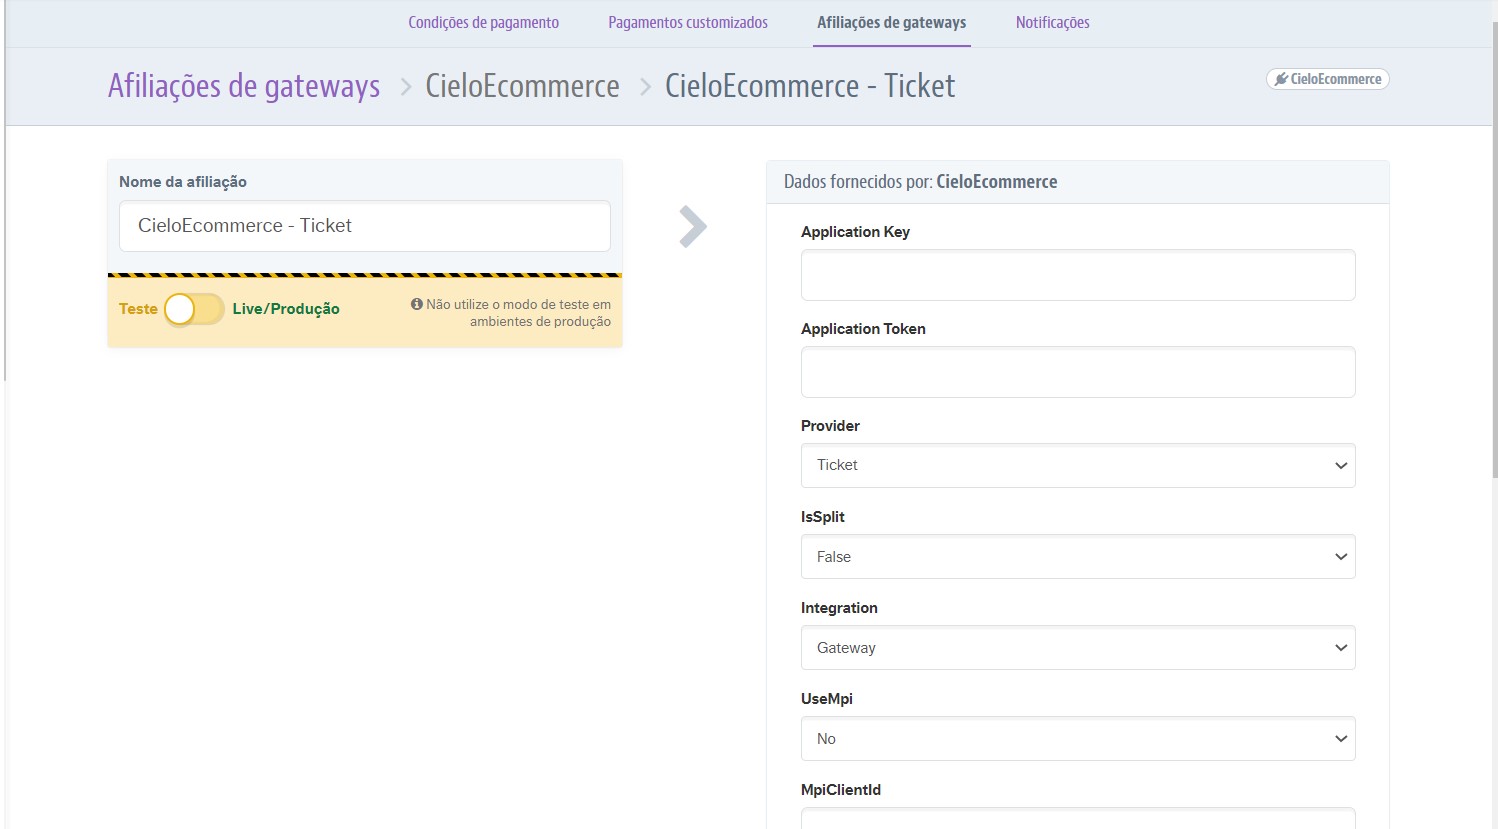 Condições de pagamento
Pagamentos customizados
Afiliações de gateways
Notificações
Afiliações de gateways > CieloEcommerce > CieloEcommerce - Ticket
CieloEcommerce
Nome da afiliação
CieloEcommerce - Ticket
Teste
Live/Produção
Não utilize o modo de teste em
ambientes de produção
Dados fornecidos por: CieloEcommerce
Application Key
Application Token
Provider
Ticket
IsSplit
False
Integration
Gateway
UseMpi
No
MpiClientId